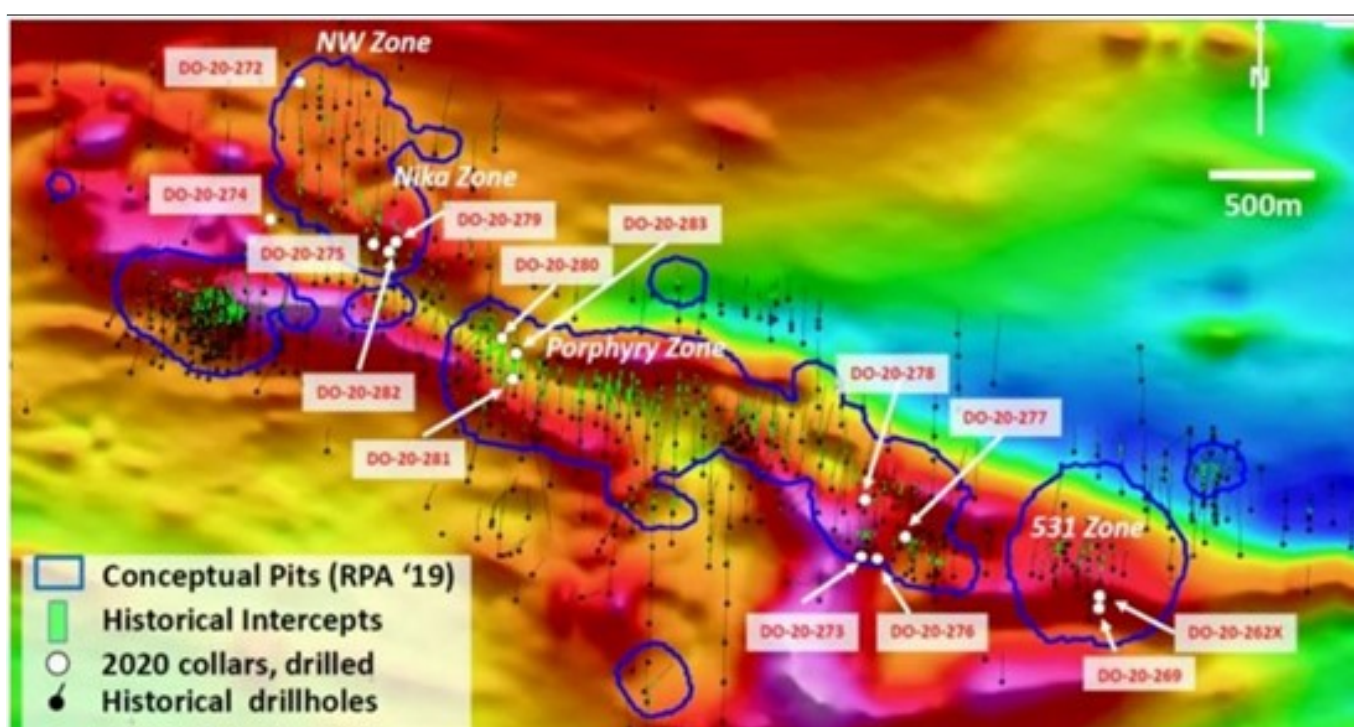 NW Zone
DO-20-272
N
Nika Zone
DO-20-274
500m
DO-20-279
DO-20-283
DO-20-275
DO-20-280
Porphyry Zone
DO-20-278
DO-20-282
DO-20-277
DO-20-281
531 Zone
Conceptual Pits (RPA ‘19)
Historical Intercepts
DO-20-273
DO-20-276
DO-20-262X
2020 collars, drilled
DO-20-269
Historical drillholes